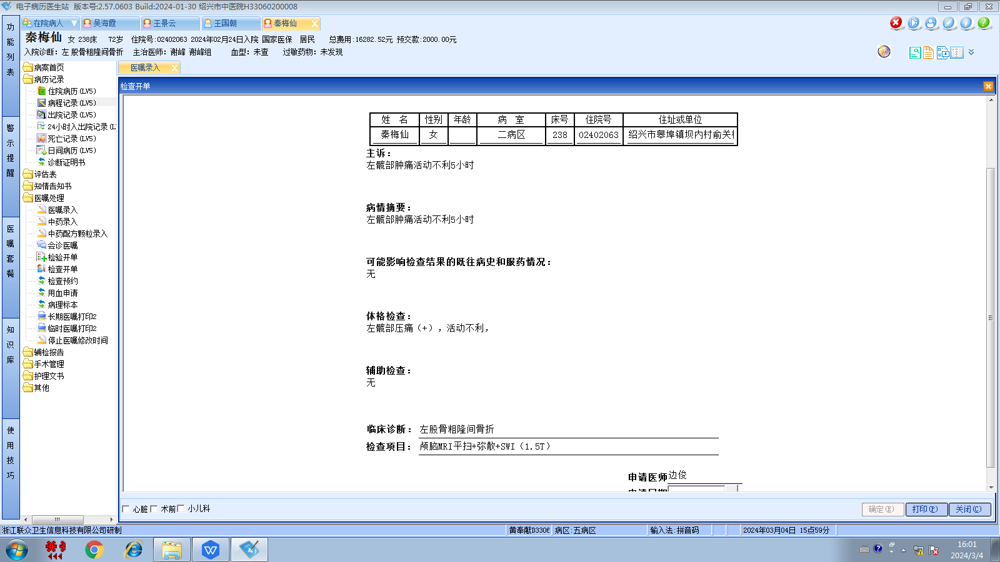 电子病历医生站 版本号:2.57.0603 Build:2024-01-30 绍兴市中医院H33060200008
在院病人 吴海霞 王景云 王国朝 秦梅仙
秦梅仙 女 238床 72岁 住院号:02402063 2024年02月24日入院 国家医保 居民 总费用:16282.52元 预交款:2000.00元
入院诊断: 左 股骨粗隆间骨折 主治医师: 谢峰 谢峰组 血型: 未查 过敏药物: 未发现
功能列表
警示提醒
医嘱套餐
知识库
使用技巧
病案首页
病历记录
住院病历(LV5)
病程记录(LV5)
出院记录(LV5)
24小时入出院记录(L
死亡记录(LV5)
日间病历(LV5)
诊断证明书
评估表
知情告知书
医嘱处理
医嘱录入
中药录入
中药配方颗粒录入
会诊医嘱
检验开单
检查开单
检查预约
用血申请
病理标本
长期医嘱打印2
临时医嘱打印2
停止医嘱修改时间
辅检报告
手术管理
护理文书
其他
医嘱录入
检查开单
姓 名 性别 年龄 病 室 床号 住院号 住址或单位
秦梅仙 女 二病区 238 02402063 绍兴市皋埠镇坝内村俞关
主诉:
左髋部肿痛活动不利5小时
病情摘要:
左髋部肿痛活动不利5小时
可能影响检查结果的既往病史和服药情况:
无
体格检查:
左髋部压痛（+），活动不利,
辅助检查:
无
临床诊断: 左股骨粗隆间骨折
检查项目: 颅脑MRI平扫+弥散+SWI（1.5T）
申请医师 边俊
申请日期
心脏 术前 小儿科
确定(E) 打印(P) 关闭(C)
浙江联众卫生信息科技有限公司研制 黄奉献D330E 病区:五病区 输入法:拼音码 2024年03月04日 15点59分
16:01
2024/3/4